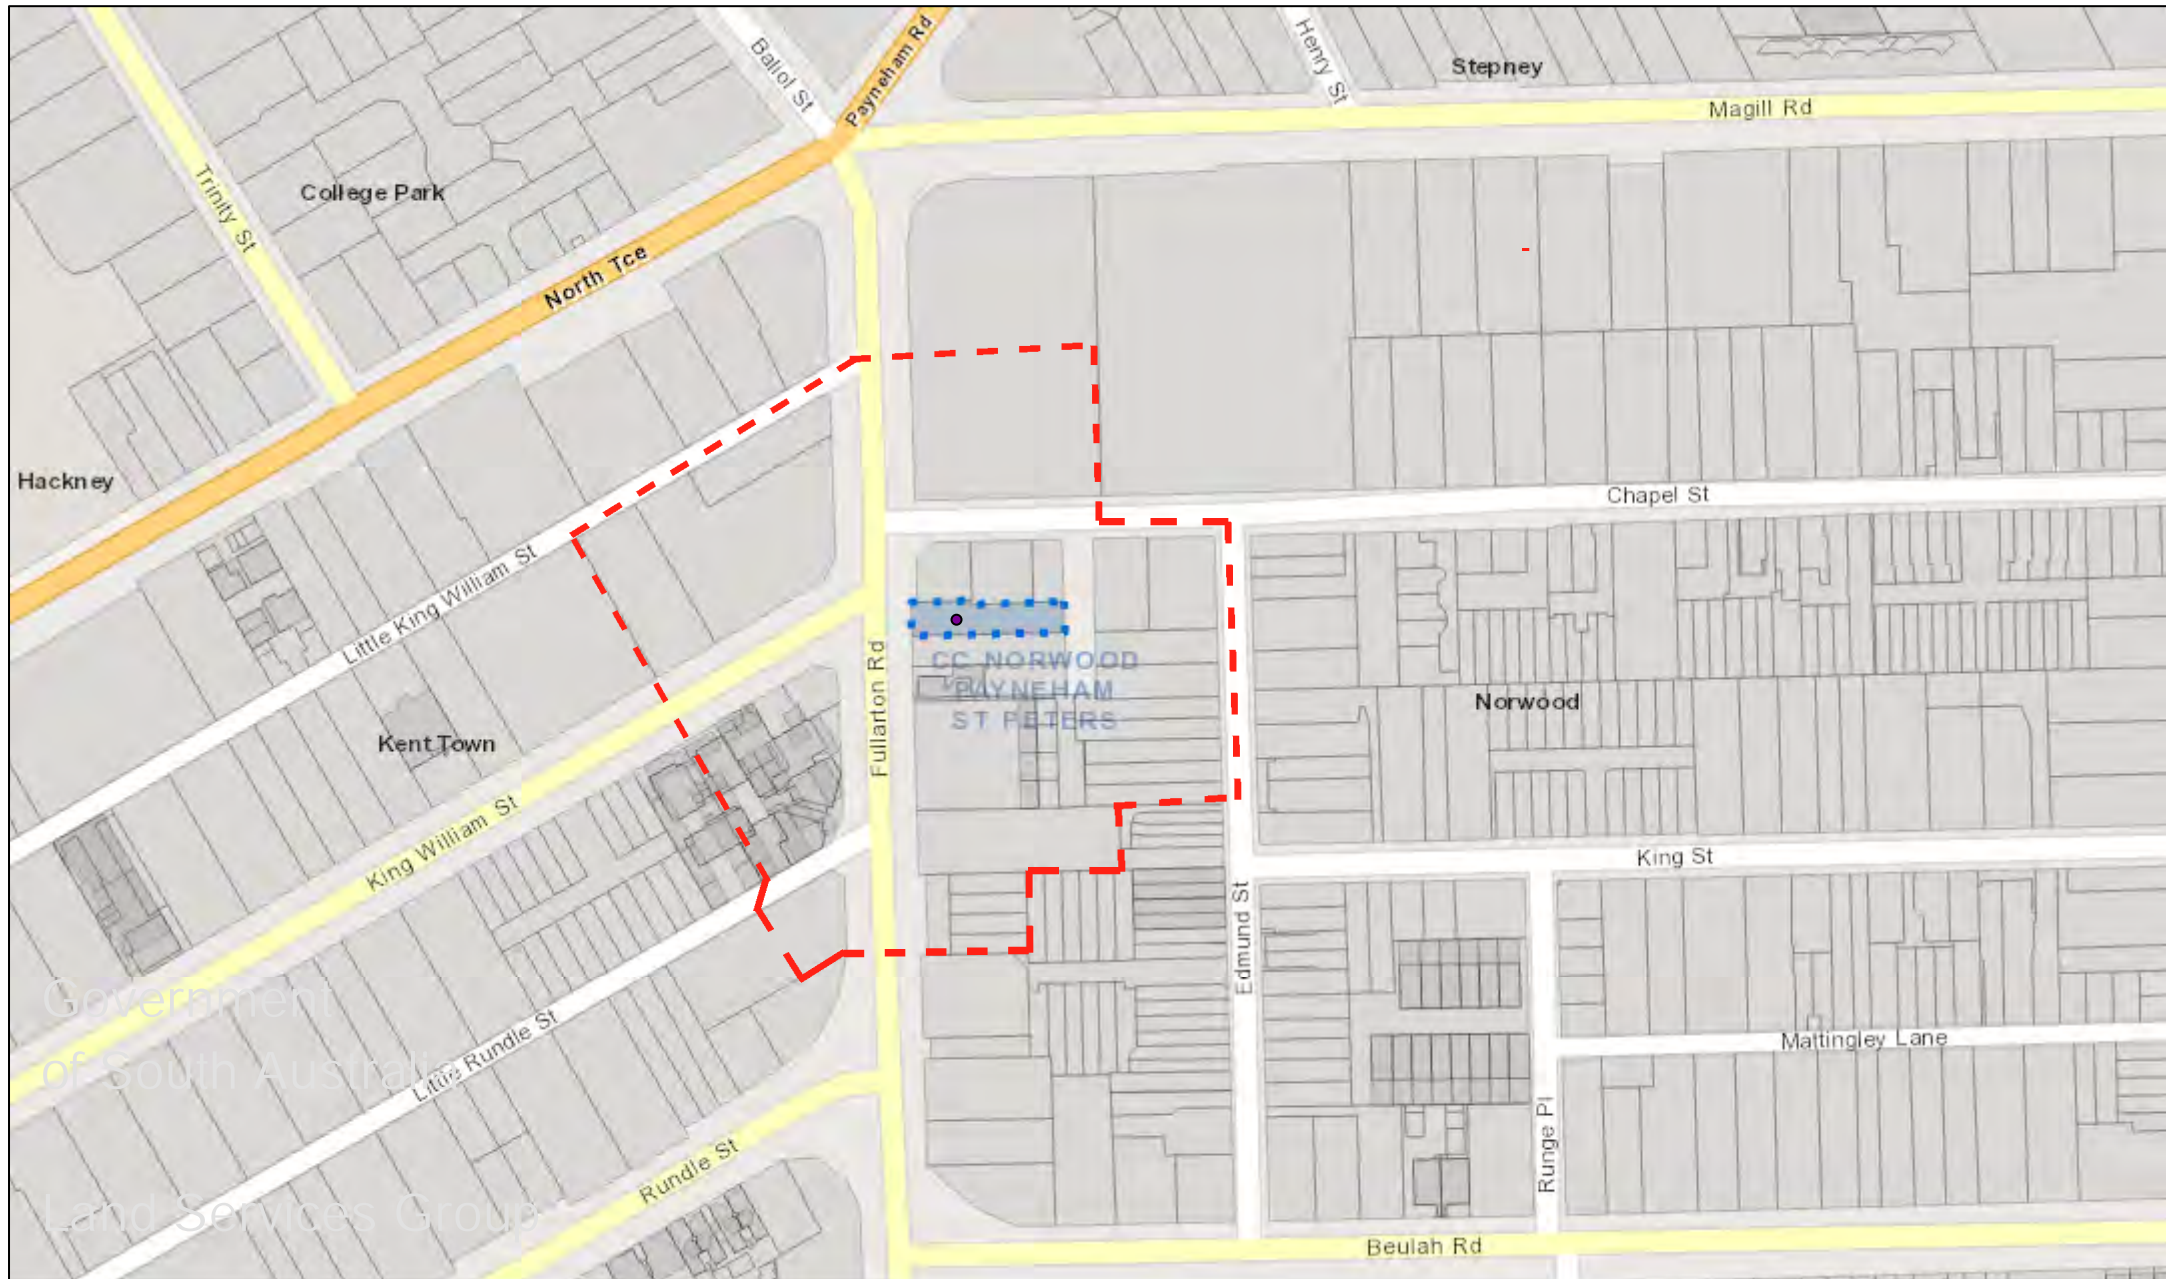 Payneham Rd
Henry St
Baliol St
Stepney
Magill Rd
Trinity St
College Park
North Tce
Hackney
Chapel St
Little King William St
Fullarton Rd
CC NORWOOD
PAYNEHAM
ST PETERS
Norwood
Kent Town
King William St
King St
Edmund St
Government
of South Australia
Little Rundle St
Mattingley Lane
Runge Pl
Rundle St
Land Services Group
Beulah Rd